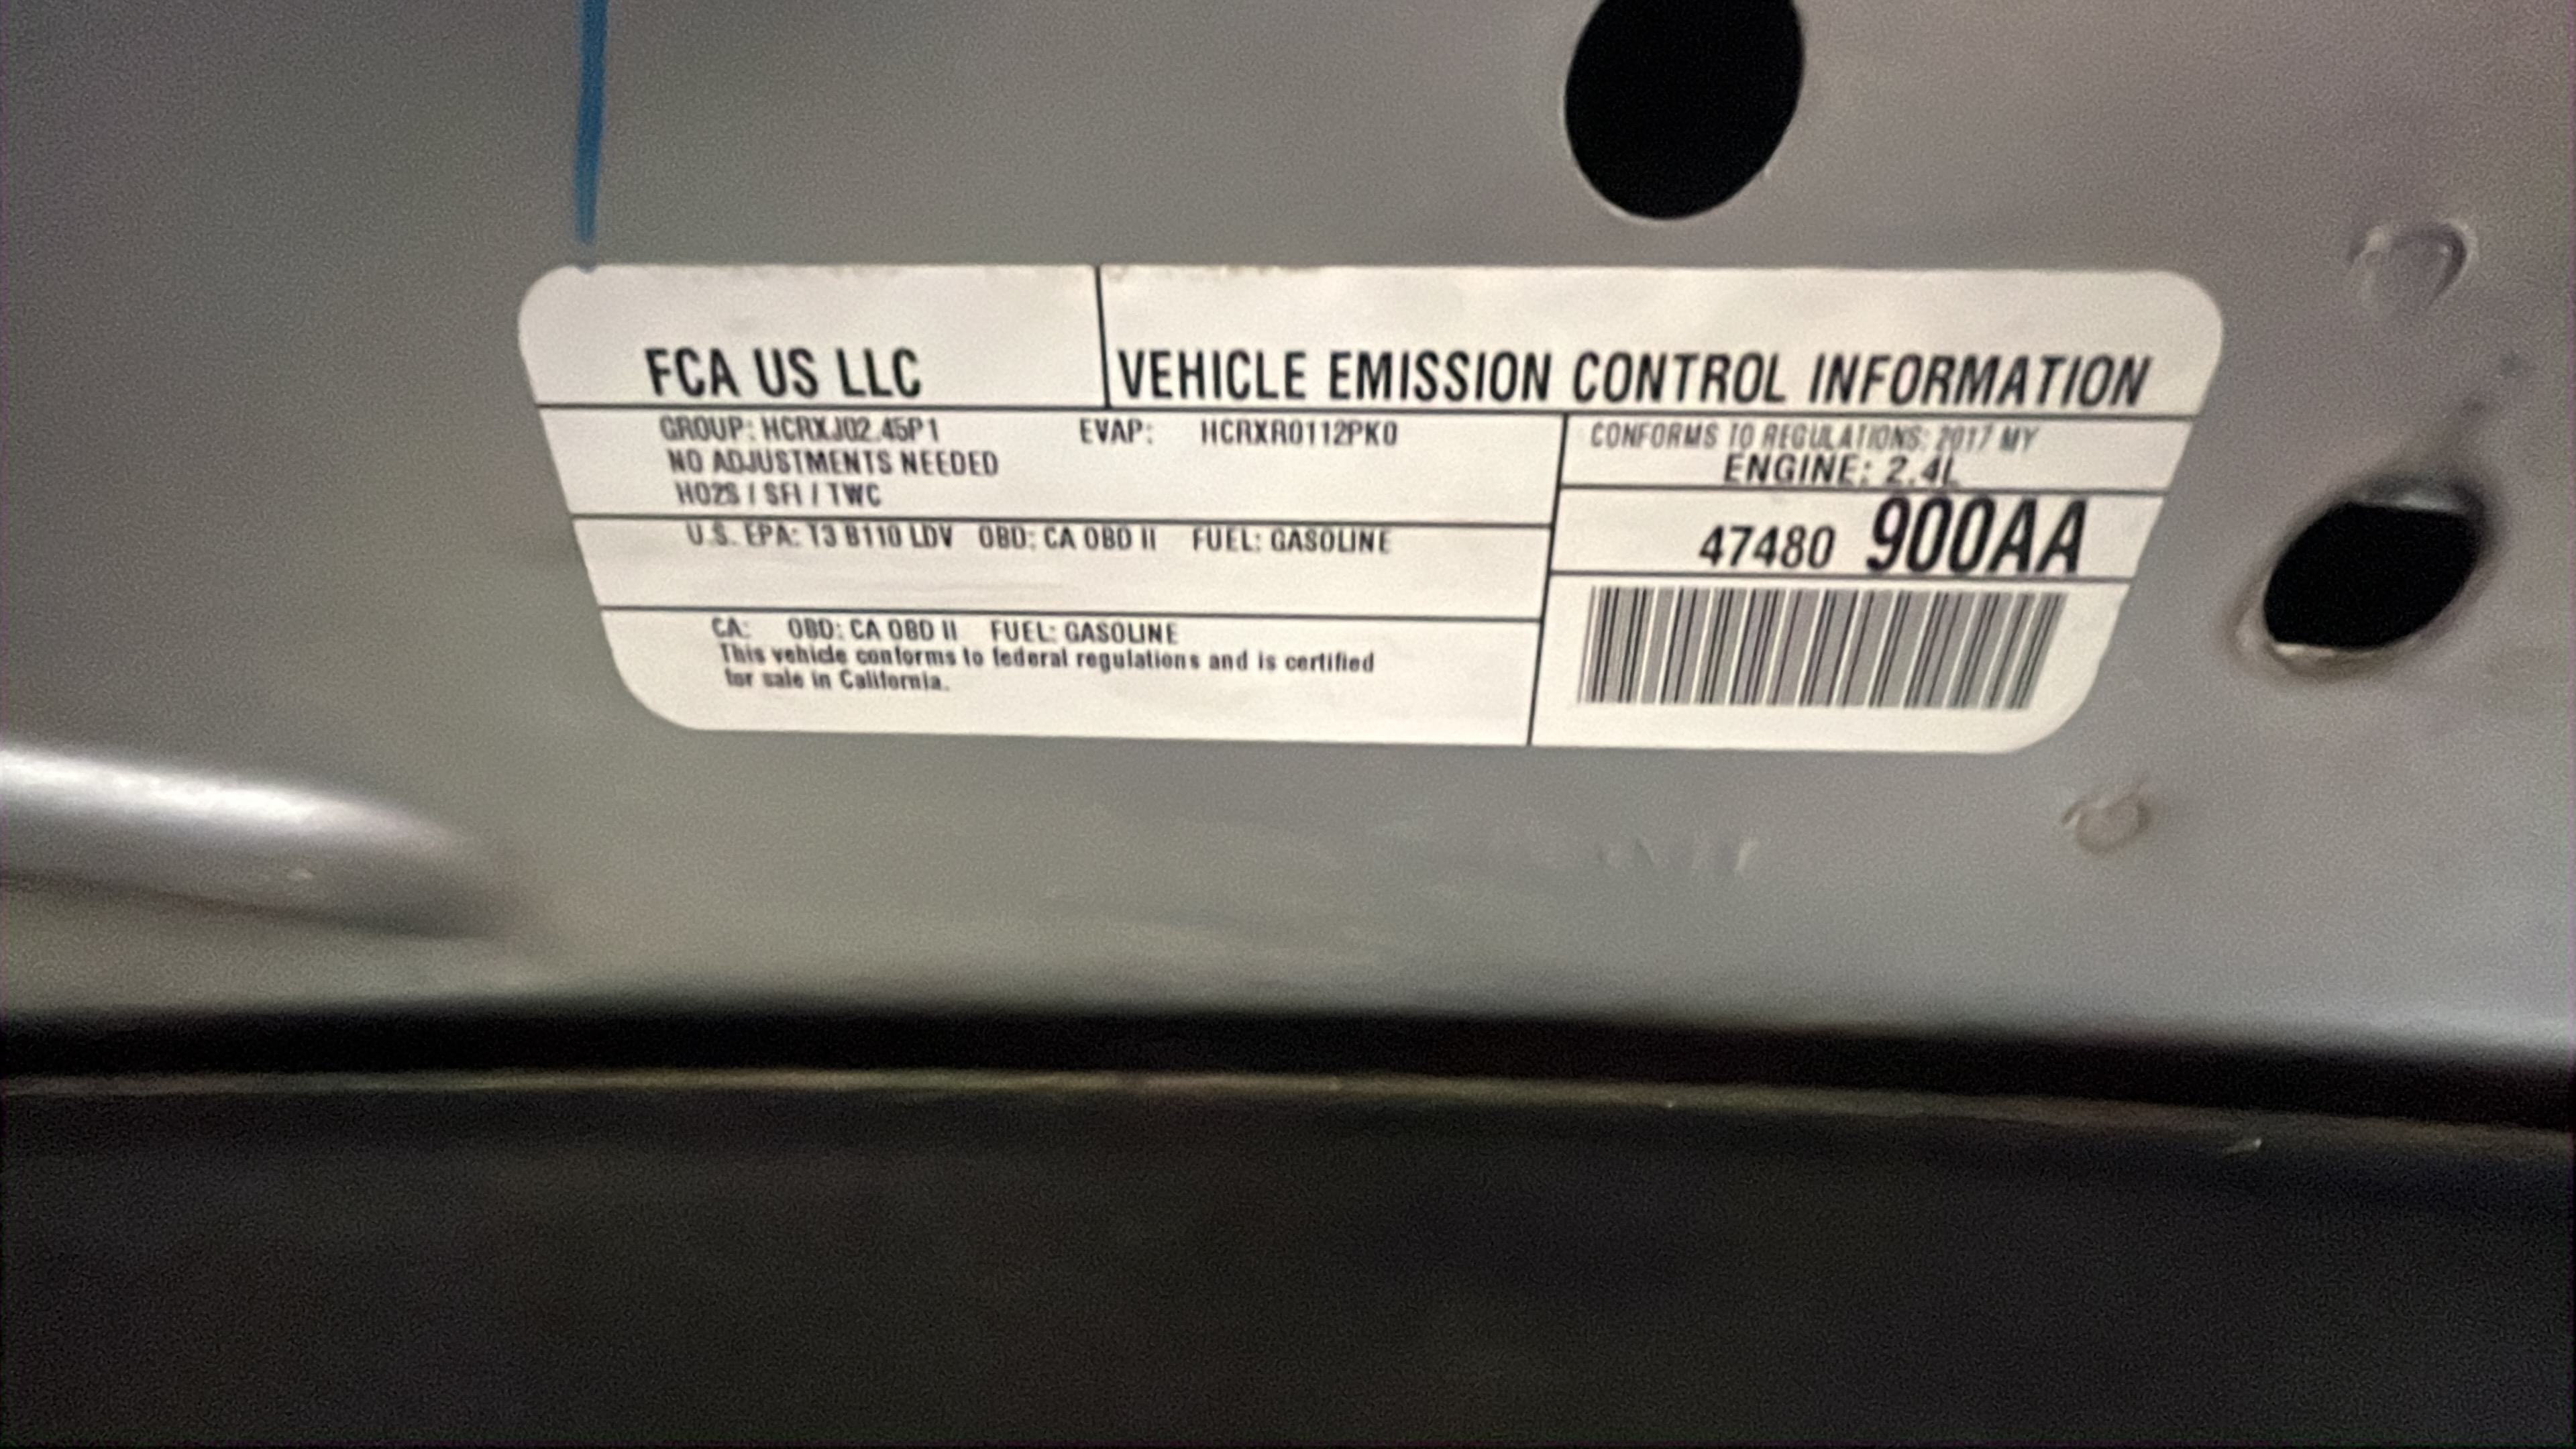 FCA US LLC
VEHICLE EMISSION CONTROL INFORMATION
GROUP: HCRXJ02.45P1 EVAP: HCRXR0112PK0
NO ADJUSTMENTS NEEDED
HO2S / SFI / TWC
U.S. EPA: T3 B110 LDV OBD: CA OBD II FUEL: GASOLINE
CA: OBD: CA OBD II FUEL: GASOLINE
This vehicle conforms to federal regulations and is certified
for sale in California.
CONFORMS TO REGULATIONS: 2017 MY
ENGINE: 2.4L
47480 900AA